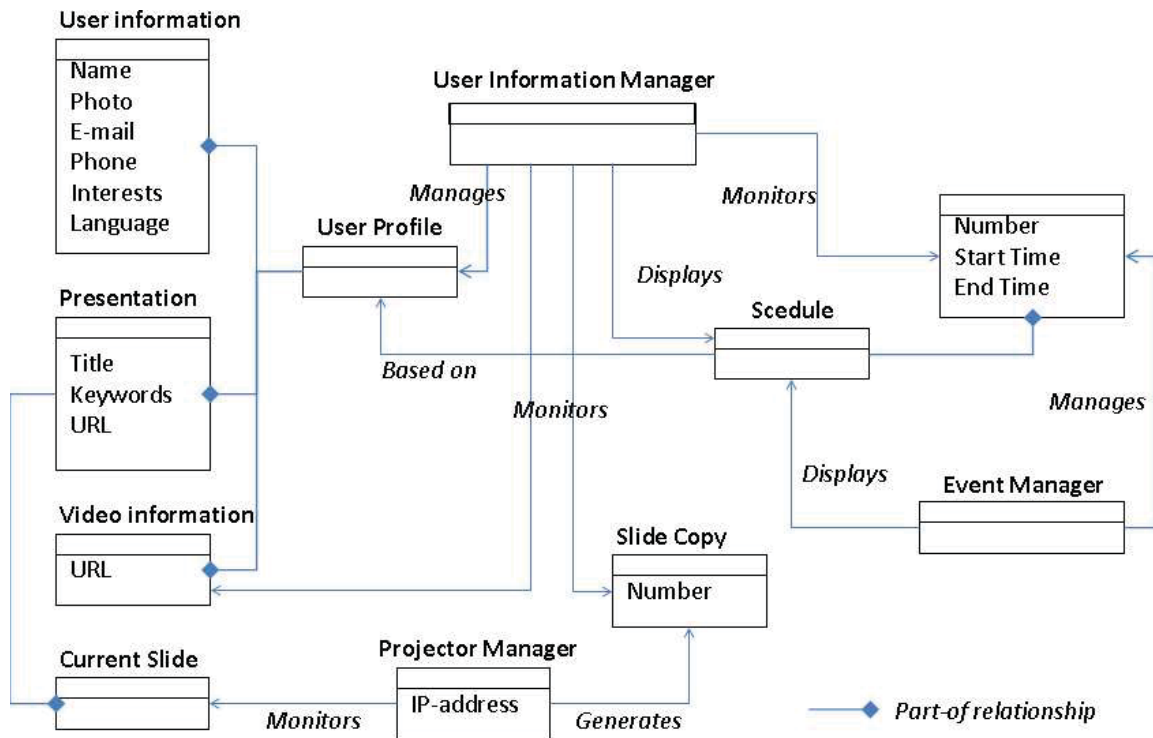 User information
Name
Photo
E-mail
Phone
Interests
Language
User Information Manager
Manages
Monitors
User Profile
Number
Start Time
End Time
Displays
Presentation
Title
Keywords
URL
Scedule
Based on
Monitors
Manages
Displays
Event Manager
Video information
URL
Slide Copy
Number
Current Slide
Projector Manager
IP-address
Monitors
Generates
Part-of relationship